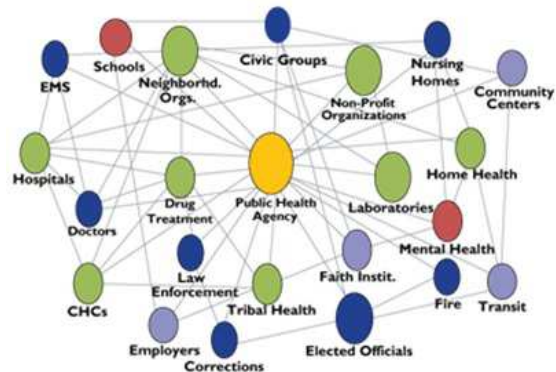 EMS
Schools
Neighborhd.
Orgs.
Civic Groups
Non-Profit
Organizations
Nursing
Homes
Community
Centers
Hospitals
Doctors
Drug
Treatment
Public Health
Agency
Laboratories
Home Health
Mental Health
CHCs
Law
Enforcement
Tribal Health
Faith Instit.
Fire
Transit
Employers
Corrections
Elected Officials